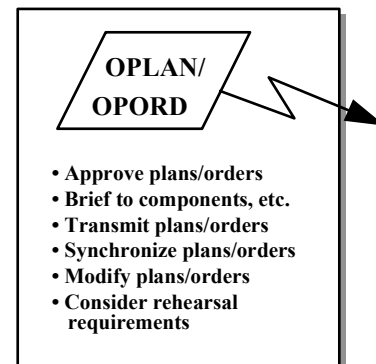 OPLAN/
OPORD
• Approve plans/orders
• Brief to components, etc.
• Transmit plans/orders
• Synchronize plans/orders
• Modify plans/orders
• Consider rehearsal
requirements